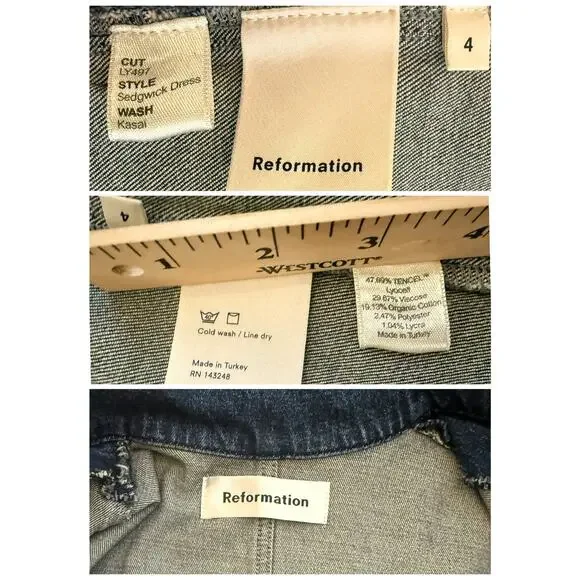 CUT
LY497
STYLE
Sedgwick Dress
WASH
Kasai
Reformation
4
4
1 2 3 4
WESTCOTT
Cold wash / Line dry
Made in Turkey
RN 143248
47.69% TENCEL™
Lyocell
29.67% Viscose
19.13% Organic Cotton
2.47% Polyester
1.04% Lycra
Made in Turkey
Reformation